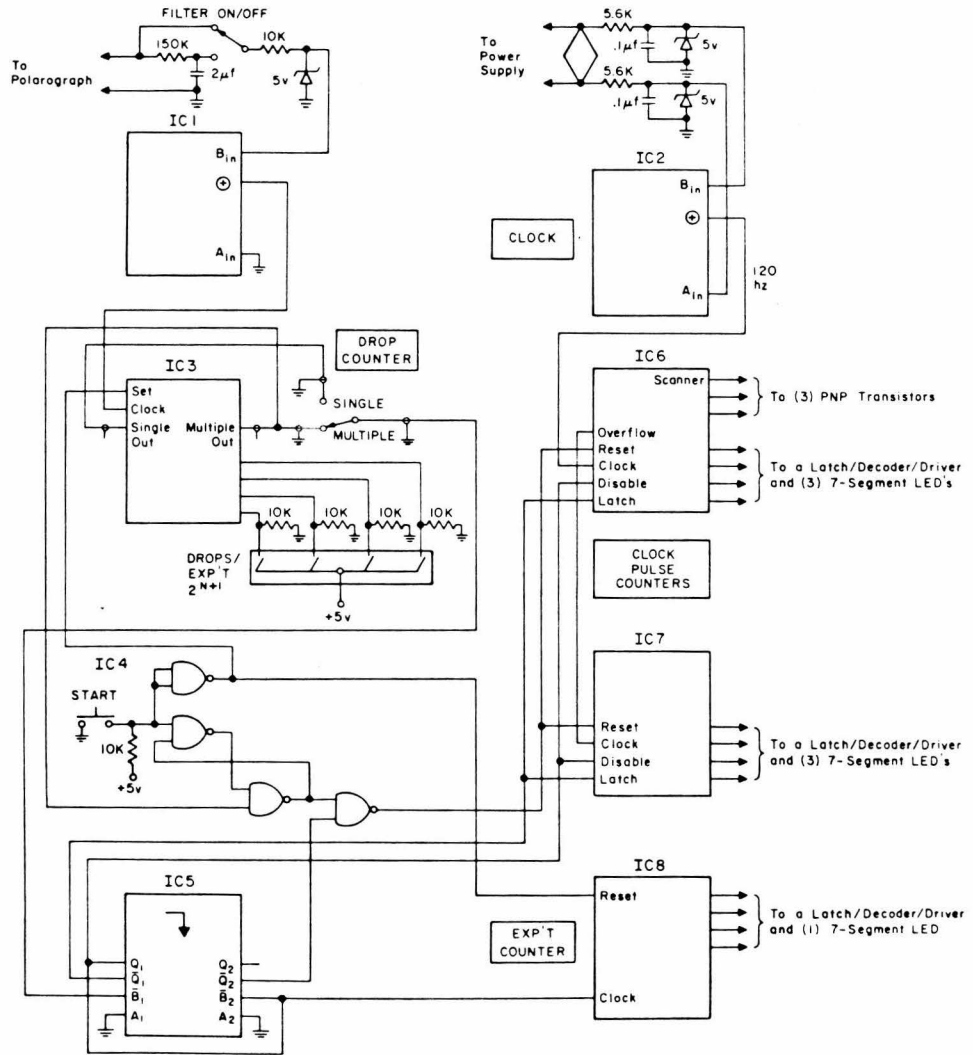 FILTER ON/OFF
150K
10K
2μf
5v
To
Polarograph
To
Power
Supply
5.6K
.1μf
5v
5.6K
.1μf
5v
IC1
B in
⊕
A in
IC2
B in
⊕
A in
CLOCK
120
hz
DROP
COUNTER
IC3
Set
Clock
Single
Out
Multiple
Out
SINGLE
MULTIPLE
10K
10K
10K
10K
DROPS/
EXP'T
2 N+1
+5v
IC6
Scanner
Overflow
Reset
Clock
Disable
Latch
To (3) PNP Transistors
To a Latch/Decoder/Driver
and (3) 7-Segment LED's
CLOCK
PULSE
COUNTERS
IC4
START
10K
+5v
IC7
Reset
Clock
Disable
Latch
To a Latch/Decoder/Driver
and (3) 7-Segment LED's
IC5
Q1
Q̅1
B̅1
A1
Q2
Q̅2
B̅2
A2
EXP'T
COUNTER
IC8
Reset
Clock
To a Latch/Decoder/Driver
and (1) 7-Segment LED